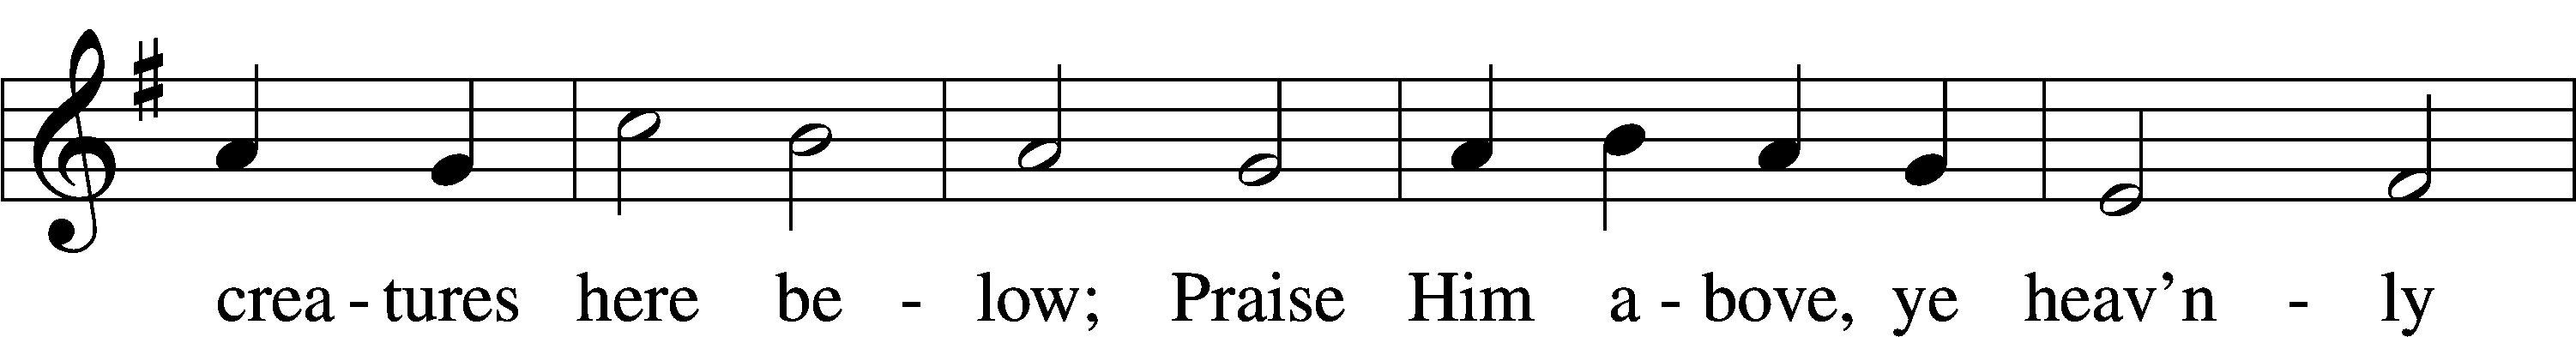 crea - tures here be - low; Praise Him a - bove, ye heav’n - ly